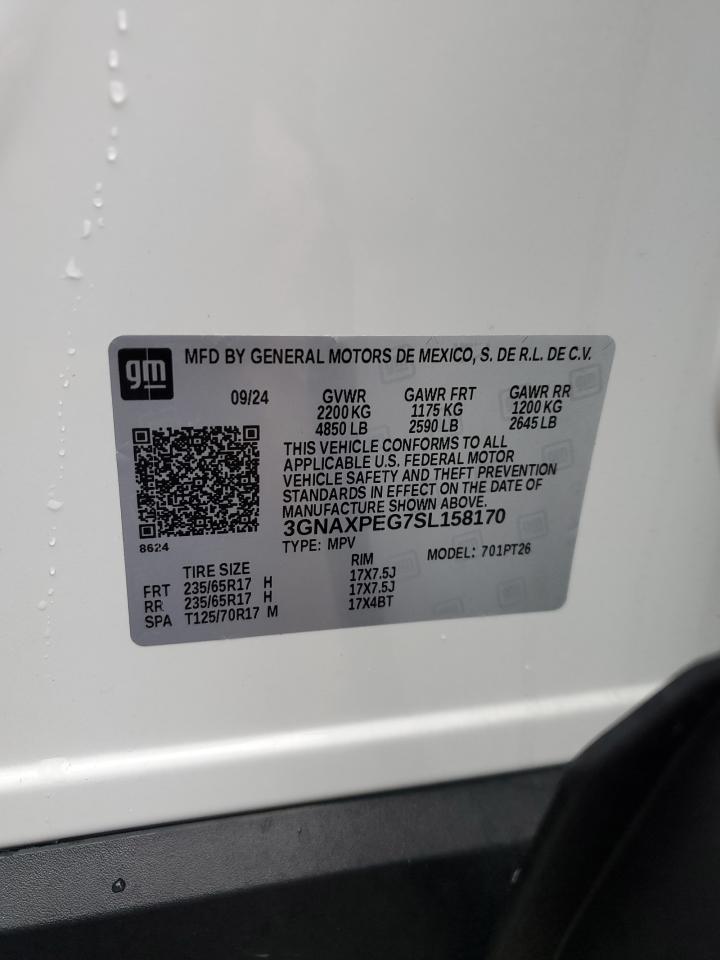 gm
MFD BY GENERAL MOTORS DE MEXICO, S. DE R.L. DE C.V.
09/24 GVWR GAWR FRT GAWR RR
2200 KG 1175 KG 1200 KG
4850 LB 2590 LB 2645 LB
THIS VEHICLE CONFORMS TO ALL
APPLICABLE U.S. FEDERAL MOTOR
VEHICLE SAFETY AND THEFT PREVENTION
STANDARDS IN EFFECT ON THE DATE OF
MANUFACTURE SHOWN ABOVE.
3GNAXPEG7SL158170
8624
TYPE: MPV MODEL: 701PT26
TIRE SIZE RIM
FRT 235/65R17 H 17X7.5J
RR 235/65R17 H 17X7.5J
SPA T125/70R17 M 17X4BT